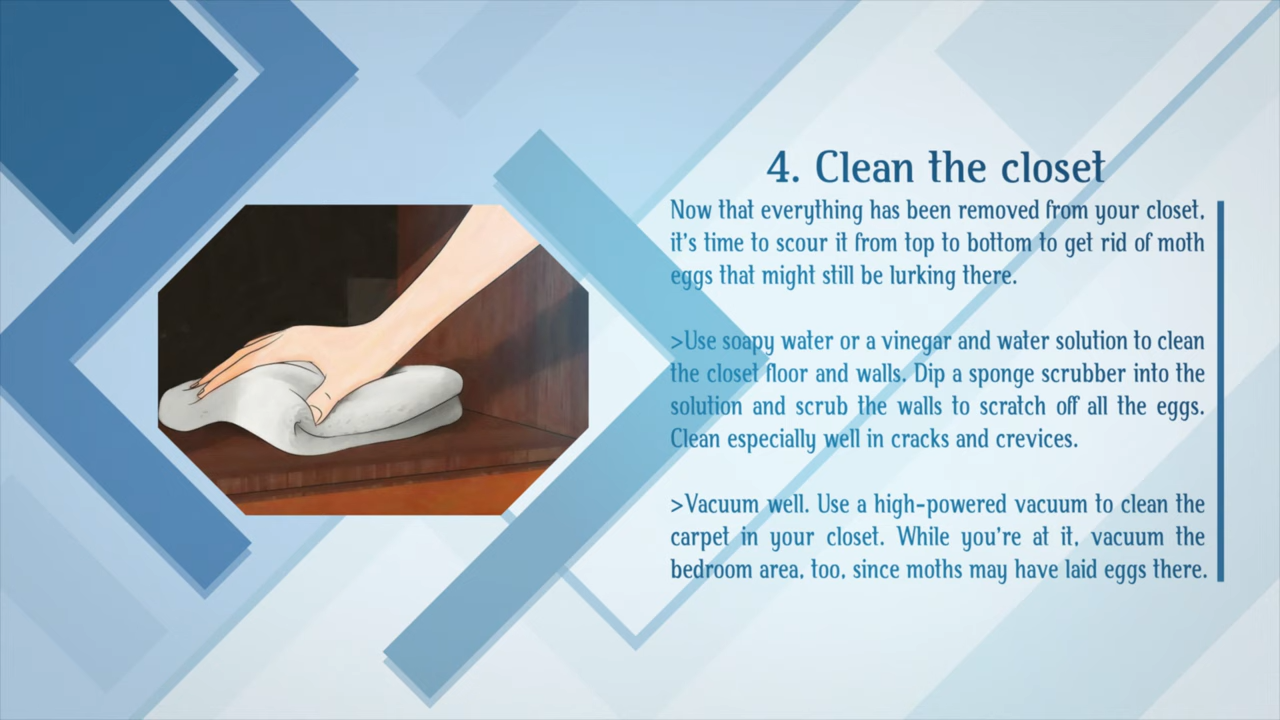 4. Clean the closet
Now that everything has been removed from your closet,
it's time to scour it from top to bottom to get rid of moth
eggs that might still be lurking there.
>Use soapy water or a vinegar and water solution to clean
the closet floor and walls. Dip a sponge scrubber into the
solution and scrub the walls to scratch off all the eggs.
Clean especially well in cracks and crevices.
>Vacuum well. Use a high-powered vacuum to clean the
carpet in your closet. While you're at it, vacuum the
bedroom area, too, since moths may have laid eggs there.